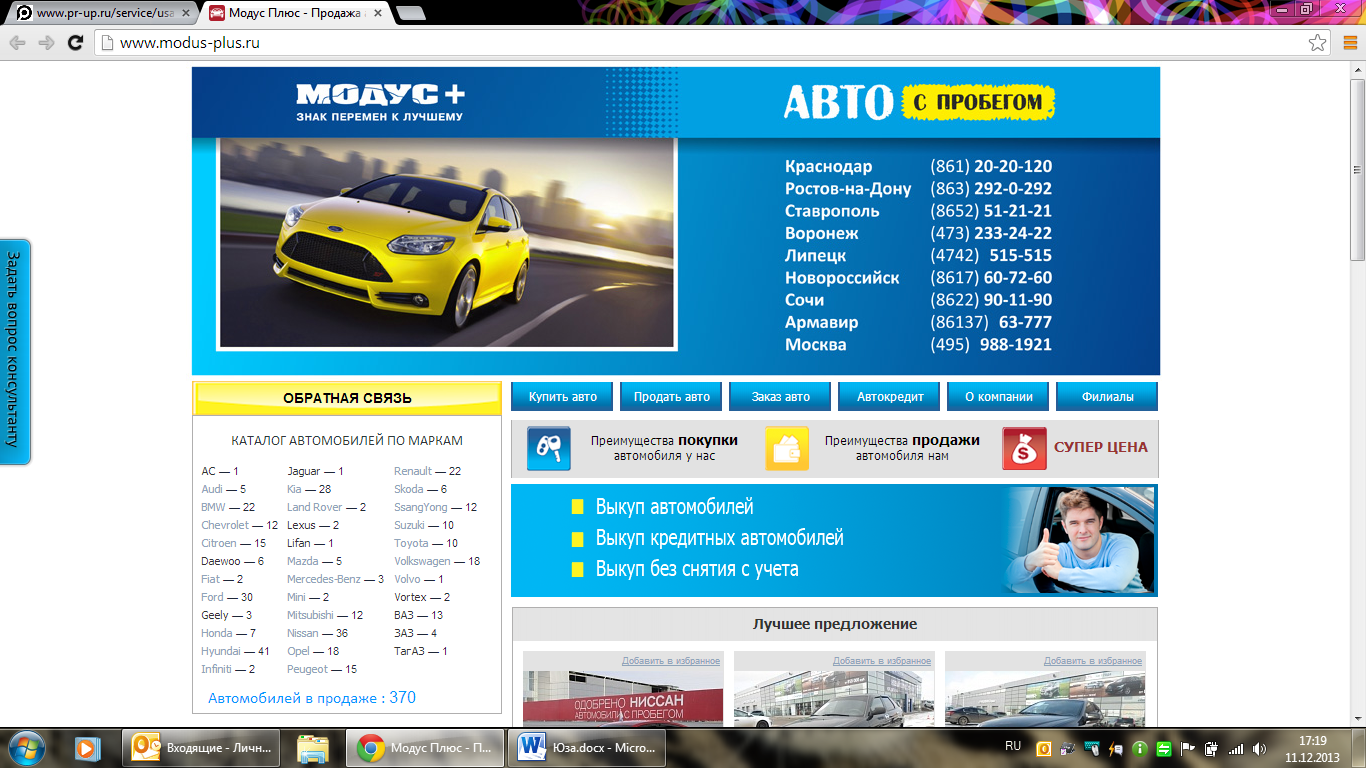 www.pr-up.ru/service/usa
Модус Плюс - Продажа
www.modus-plus.ru
МОДУС +
ЗНАК ПЕРЕМЕН К ЛУЧШЕМУ
АВТО С ПРОБЕГОМ
Краснодар (861) 20-20-120
Ростов-на-Дону (863) 292-0-292
Ставрополь (8652) 51-21-21
Воронеж (473) 233-24-22
Липецк (4742) 515-515
Новороссийск (8617) 60-72-60
Сочи (8622) 90-11-90
Армавир (86137) 63-777
Москва (495) 988-1921
Задать вопрос консультанту
ОБРАТНАЯ СВЯЗЬ
КАТАЛОГ АВТОМОБИЛЕЙ ПО МАРКАМ
AC — 1 Jaguar — 1 Renault — 22
Audi — 5 Kia — 28 Skoda — 6
BMW — 22 Land Rover — 2 SsangYong — 12
Chevrolet — 12 Lexus — 2 Suzuki — 10
Citroen — 15 Lifan — 1 Toyota — 10
Daewoo — 6 Mazda — 5 Volkswagen — 18
Fiat — 2 Mercedes-Benz — 3 Volvo — 1
Ford — 30 Mini — 2 Vortex — 2
Geely — 3 Mitsubishi — 12 ВАЗ — 13
Honda — 7 Nissan — 36 ЗАЗ — 4
Hyundai — 41 Opel — 18 ТагАЗ — 1
Infiniti — 2 Peugeot — 15
Автомобилей в продаже : 370
Купить авто Продать авто Заказ авто Автокредит О компании Филиалы
Преимущества покупки
автомобиля у нас
Преимущества продажи
автомобиля нам
СУПЕР ЦЕНА
Выкуп автомобилей
Выкуп кредитных автомобилей
Выкуп без снятия с учета
Лучшее предложение
Добавить в избранное Добавить в избранное Добавить в избранное
ОДОБРЕНО НИССАН
АВТОМОБИЛИ С ПРОБЕГОМ
Входящие - Личн... Модус Плюс - П... Юза.docx - Micro...
RU
17:19
11.12.2013